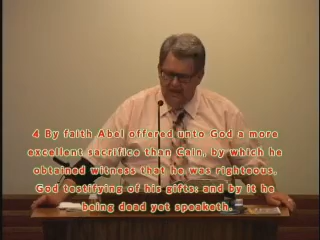 4 By faith Abel offered unto God a more
excellent sacrifice than Cain, by which he
obtained witness that he was righteous,
God testifying of his gifts: and by it he
being dead yet speaketh.